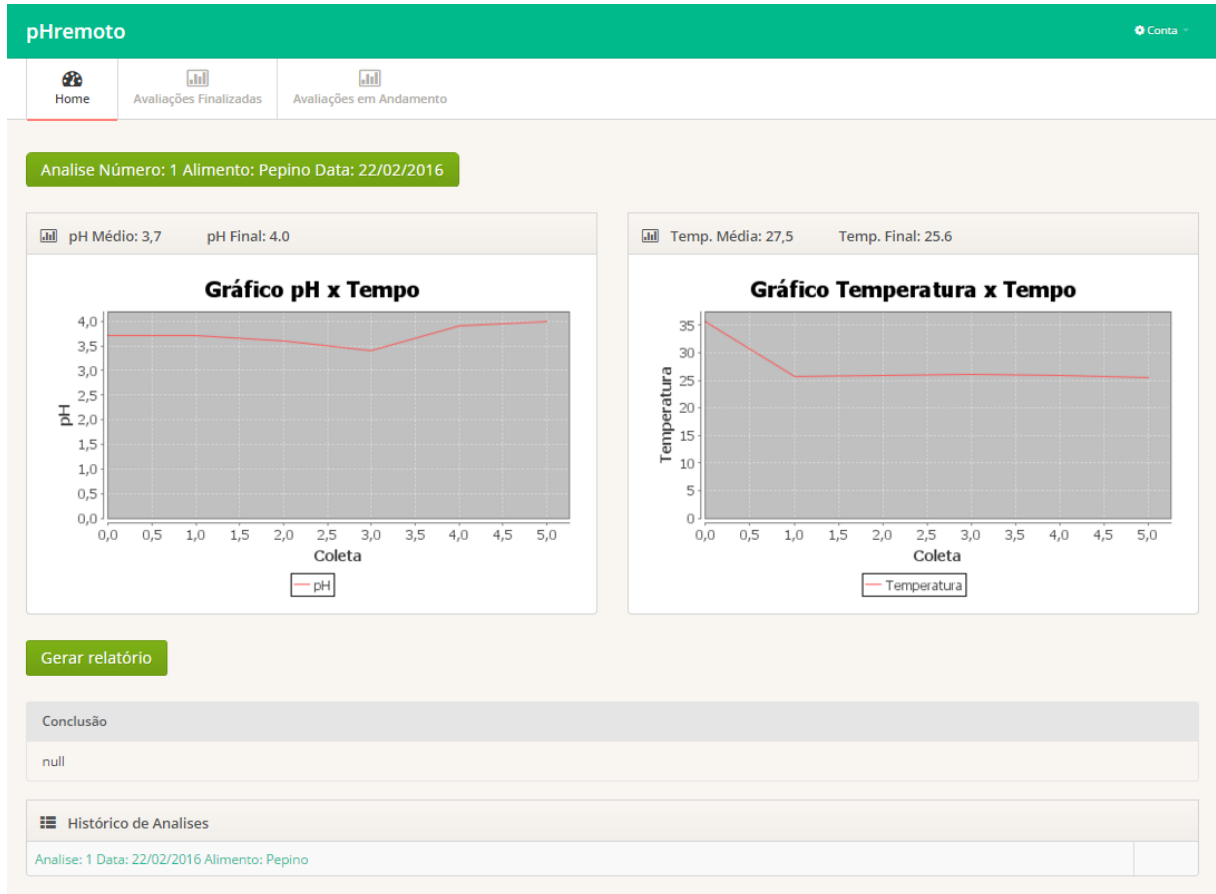 pHremoto
Conta
Home
Avaliações Finalizadas
Avaliações em Andamento
Analise Número: 1 Alimento: Pepino Data: 22/02/2016
pH Médio: 3,7 pH Final: 4.0
Gráfico pH x Tempo
4,0
3,5
3,0
2,5
2,0
1,5
1,0
0,5
0,0
pH
0,0 0,5 1,0 1,5 2,0 2,5 3,0 3,5 4,0 4,5 5,0
Coleta
pH
Temp. Média: 27,5 Temp. Final: 25.6
Gráfico Temperatura x Tempo
35
30
25
20
15
10
5
0
Temperatura
0,0 0,5 1,0 1,5 2,0 2,5 3,0 3,5 4,0 4,5 5,0
Coleta
Temperatura
Gerar relatório
Conclusão
null
Histórico de Analises
Analise: 1 Data: 22/02/2016 Alimento: Pepino